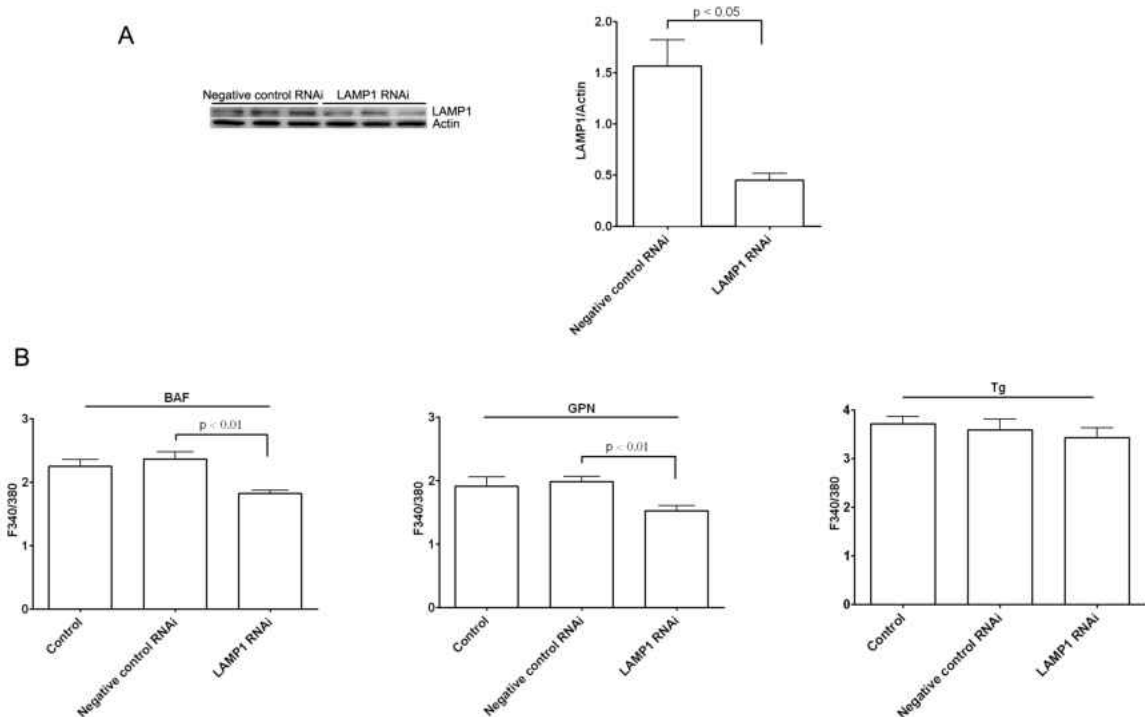 A
Negative control RNAi LAMP1 RNAi
LAMP1
Actin
p < 0.05
LAMP1/Actin
2.0
1.5
1.0
0.5
0.0
Negative control RNAi
LAMP1 RNAi
B
BAF
p < 0.01
F340/380
3
2
1
0
Control
Negative control RNAi
LAMP1 RNAi
GPN
p < 0.01
F340/380
3
2
1
0
Control
Negative control RNAi
LAMP1 RNAi
Tg
F340/380
4
3
2
1
0
Control
Negative control RNAi
LAMP1 RNAi